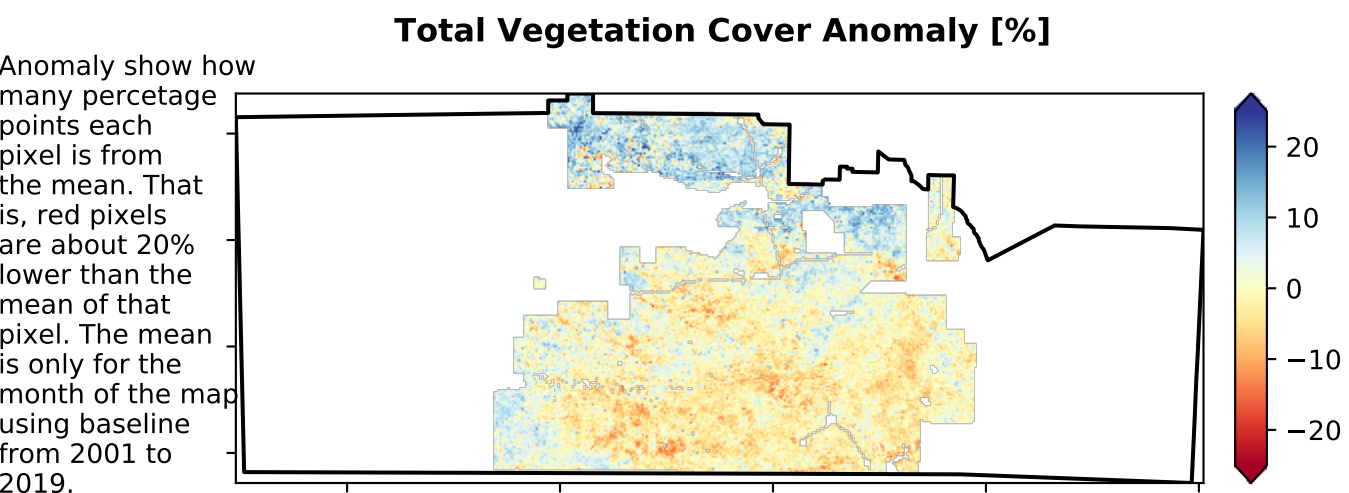 Total Vegetation Cover Anomaly [%]
Anomaly show how
many percetage
points each
pixel is from
the mean. That
is, red pixels
are about 20%
lower than the
mean of that
pixel. The mean
is only for the
month of the map
using baseline
from 2001 to
2019.
20
10
0
−10
−20